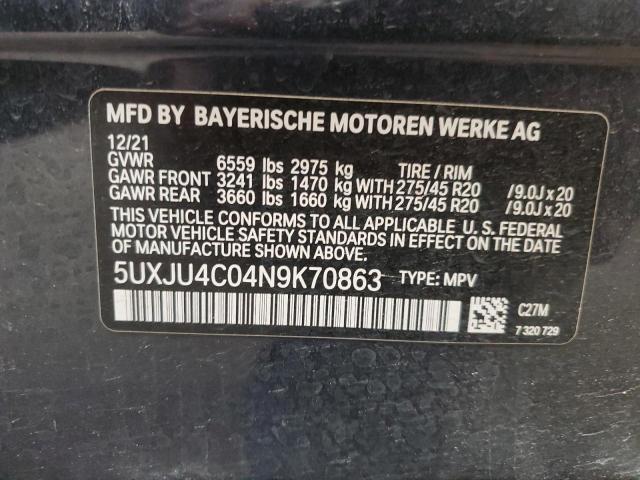 MFD BY BAYERISCHE MOTOREN WERKE AG
12/21
GVWR 6559 lbs 2975 kg TIRE / RIM
GAWR FRONT 3241 lbs 1470 kg WITH 275/45 R20 /9.0J x 20
GAWR REAR 3660 lbs 1660 kg WITH 275/45 R20 /9.0J x 20
THIS VEHICLE CONFORMS TO ALL APPLICABLE U. S. FEDERAL
MOTOR VEHICLE SAFETY STANDARDS IN EFFECT ON THE DATE
OF MANUFACTURE SHOWN ABOVE.
5UXJU4C04N9K70863 TYPE: MPV
C27M
7 320 729